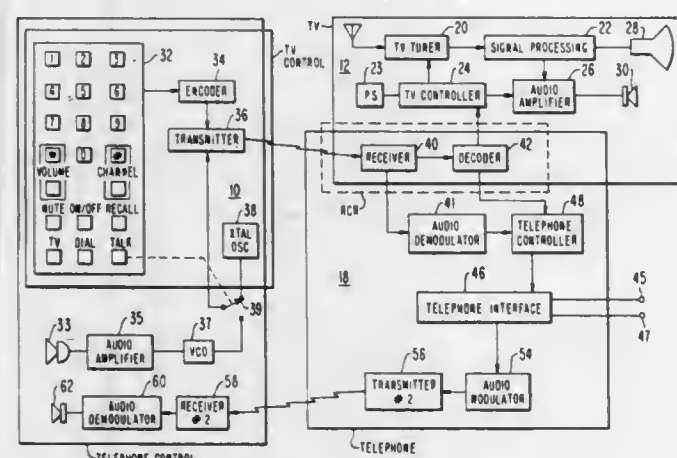 TV
20
22
28
TV TUNER
SIGNAL PROCESSING
TV CONTROL
32
1
2
3
34
12
23
24
26
30
4
5
6
ENCODER
PS
TV CONTROLLER
AUDIO AMPLIFIER
7
8
9
36
TRANSMITTER
40
42
*
0
#
RECEIVER
DECODER
VOLUME
CHANNEL
10
38
RCR
48
MUTE
ON/OFF
RECALL
XTAL OSC
41
AUDIO DEMODULATOR
TELEPHONE CONTROLLER
TV
DIAL
TALK
18
46
45
39
TELEPHONE INTERFACE
33
35
37
47
AUDIO AMPLIFIER
VCO
56
54
62
60
58
TRANSMITTER #2
AUDIO MODULATOR
AUDIO DEMODULATOR
RECEIVER #2
TELEPHONE CONTROL
TELEPHONE